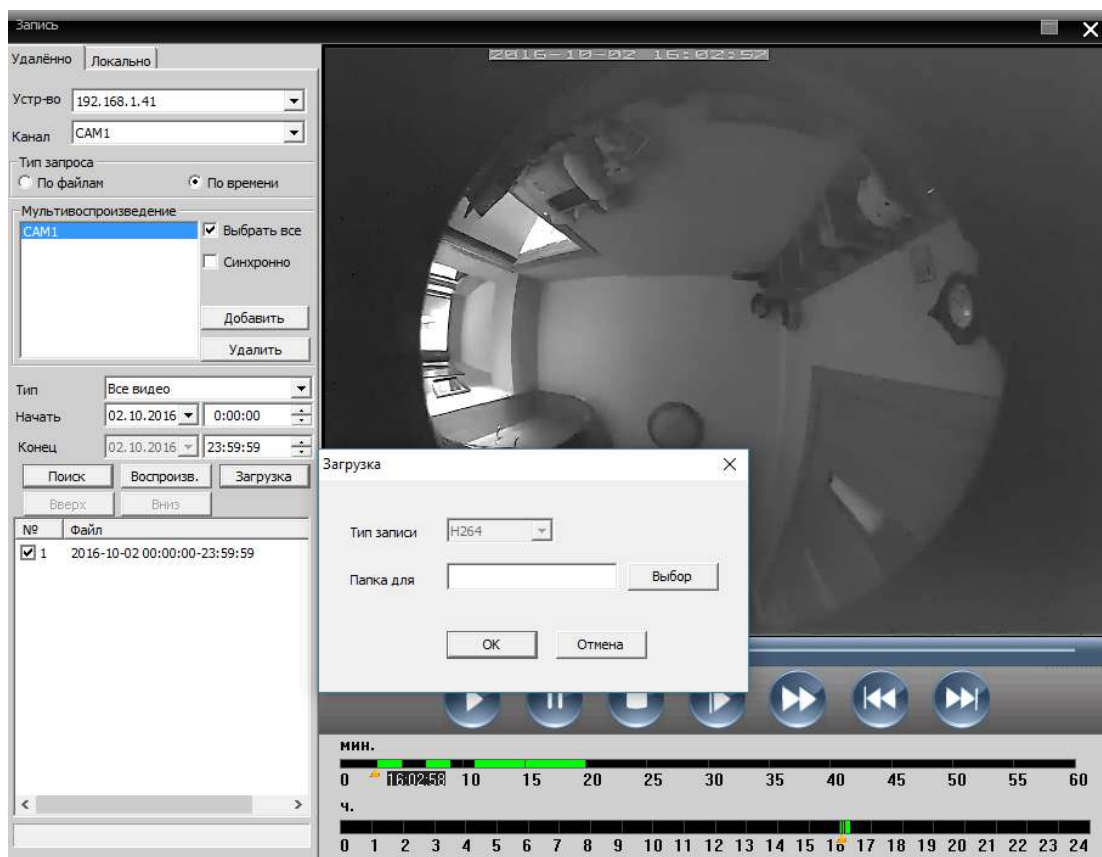 Запись
Удалённо Локально
2016-10-02 16:02:57
Устр-во 192.168.1.41
Канал CAM1
Тип запроса
По файлам По времени
Мультивоспроизведение
CAM1 Выбрать все
Синхронно
Добавить
Удалить
Тип Все видео
Начать 02.10.2016 0:00:00
Конец 02.10.2016 23:59:59
Поиск Воспроизв. Загрузка
Вверх Вниз
№ Файл
1 2016-10-02 00:00:00-23:59:59
Загрузка
Тип записи H264
Папка для Выбор
OK Отмена
мин.
0 16:02:58 10 15 20 25 30 35 40 45 50 55 60
ч.
0 1 2 3 4 5 6 7 8 9 10 11 12 13 14 15 16 17 18 19 20 21 22 23 24